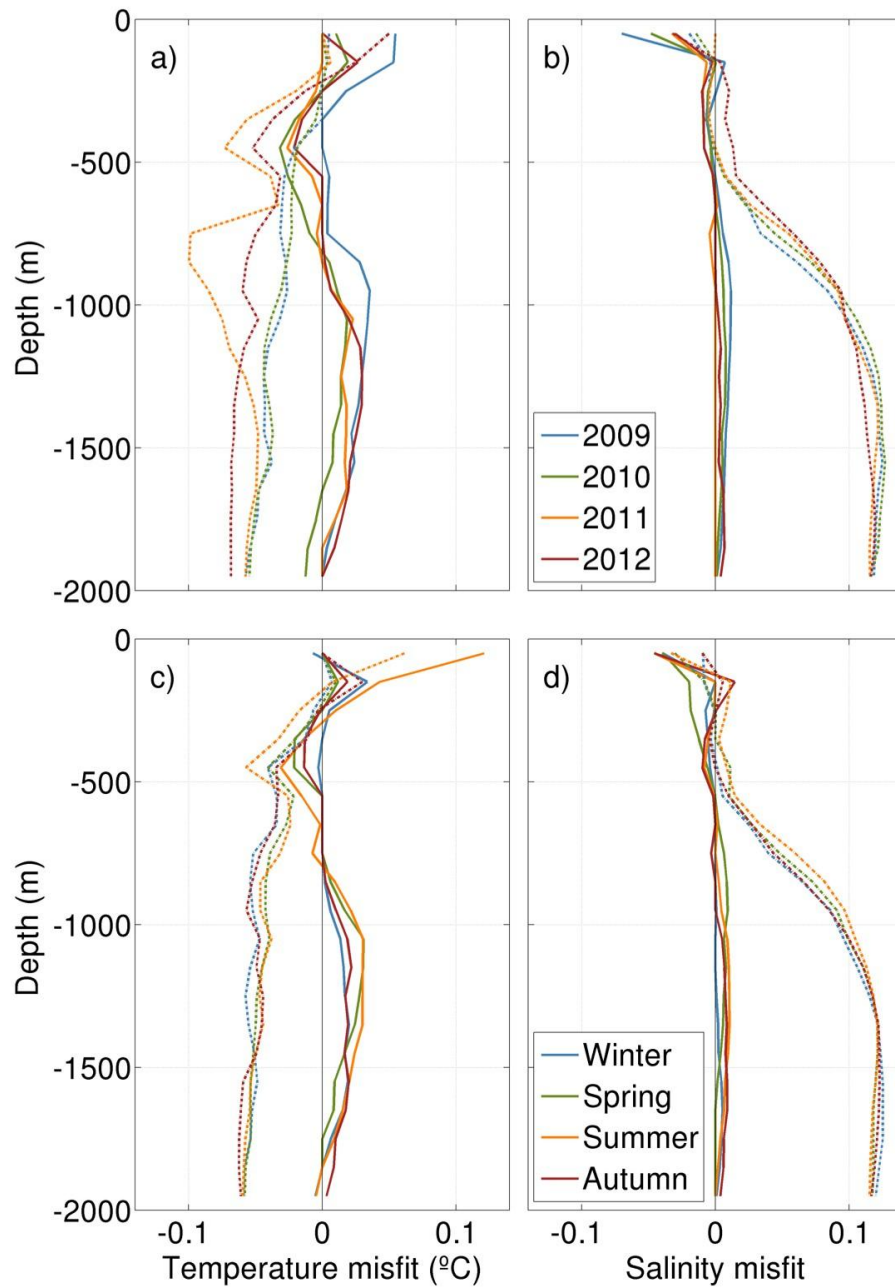 0
a)
b)
-500
-1000
-1500
-2000
Depth (m)
2009
2010
2011
2012
0
c)
d)
-500
-1000
-1500
-2000
Depth (m)
Winter
Spring
Summer
Autumn
-0.1 0 0.1
-0.1 0 0.1
Temperature misfit (ºC)
Salinity misfit